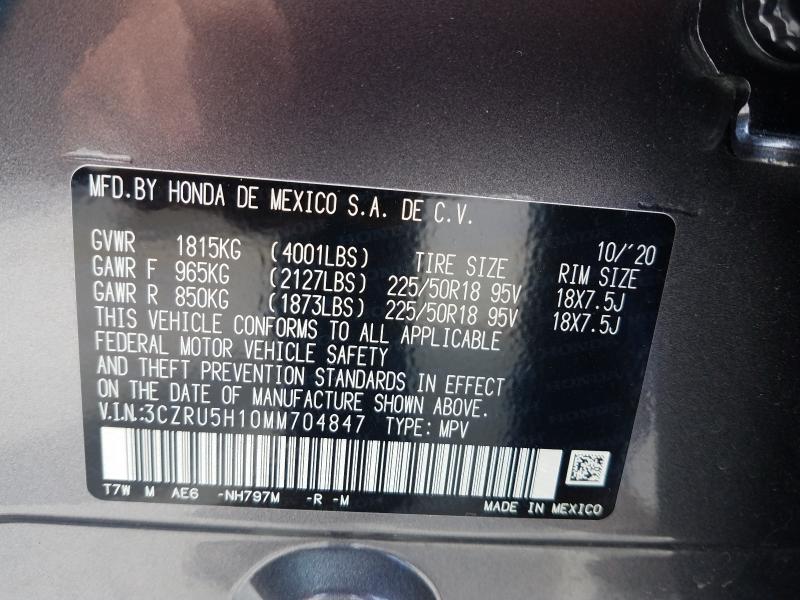 MFD.BY HONDA DE MEXICO S.A. DE C.V.
10/'20
GVWR 1815KG (4001LBS) TIRE SIZE RIM SIZE
GAWR F 965KG (2127LBS) 225/50R18 95V 18X7.5J
GAWR R 850KG (1873LBS) 225/50R18 95V 18X7.5J
THIS VEHICLE CONFORMS TO ALL APPLICABLE
FEDERAL MOTOR VEHICLE SAFETY
AND THEFT PREVENTION STANDARDS IN EFFECT
ON THE DATE OF MANUFACTURE SHOWN ABOVE.
V.I.N.:3CZRU5H10MM704847 TYPE: MPV
T7W M AE6 -NH797M -R -M
MADE IN MEXICO